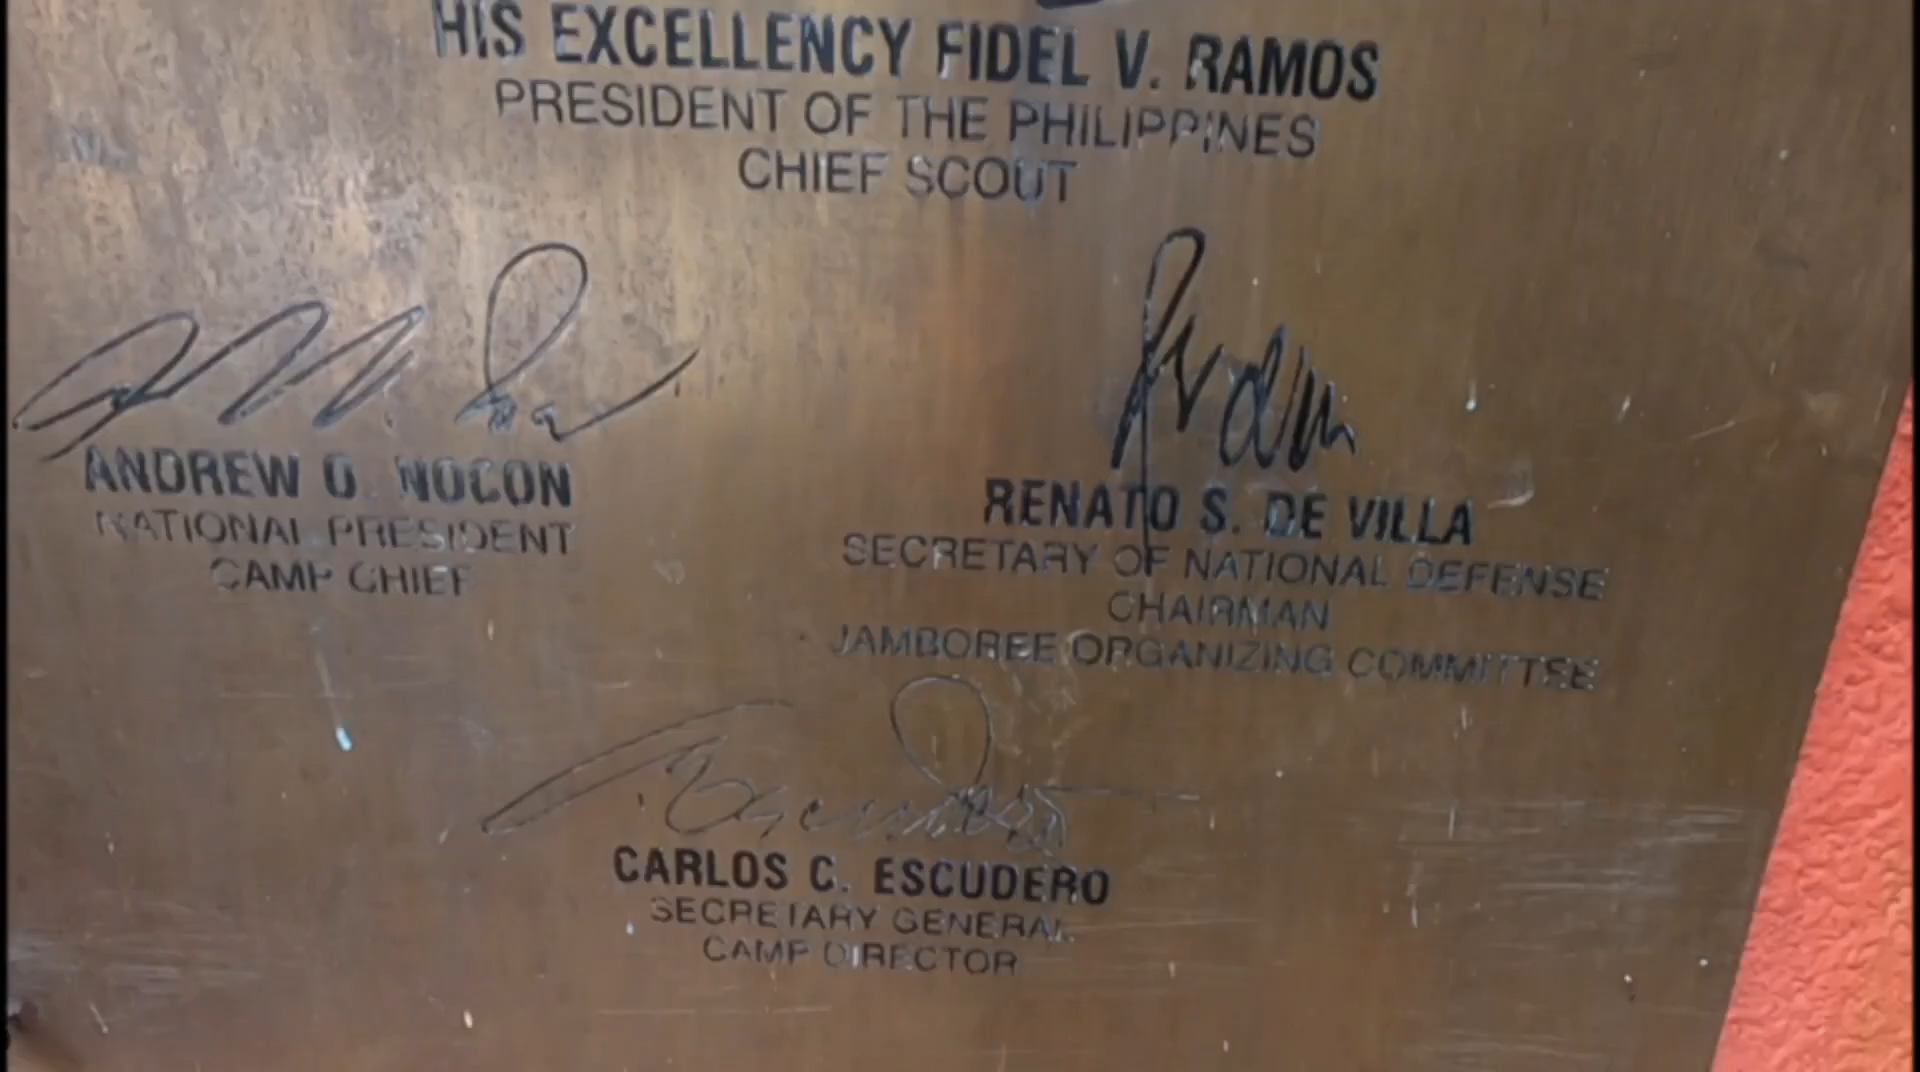 HIS EXCELLENCY FIDEL V. RAMOS
PRESIDENT OF THE PHILIPPINES
CHIEF SCOUT
ANDREW O. NOCON
NATIONAL PRESIDENT
CAMP CHIEF
RENATO S. DE VILLA
SECRETARY OF NATIONAL DEFENSE
CHAIRMAN
JAMBOREE ORGANIZING COMMITTEE
CARLOS C. ESCUDERO
SECRETARY GENERAL
CAMP DIRECTOR